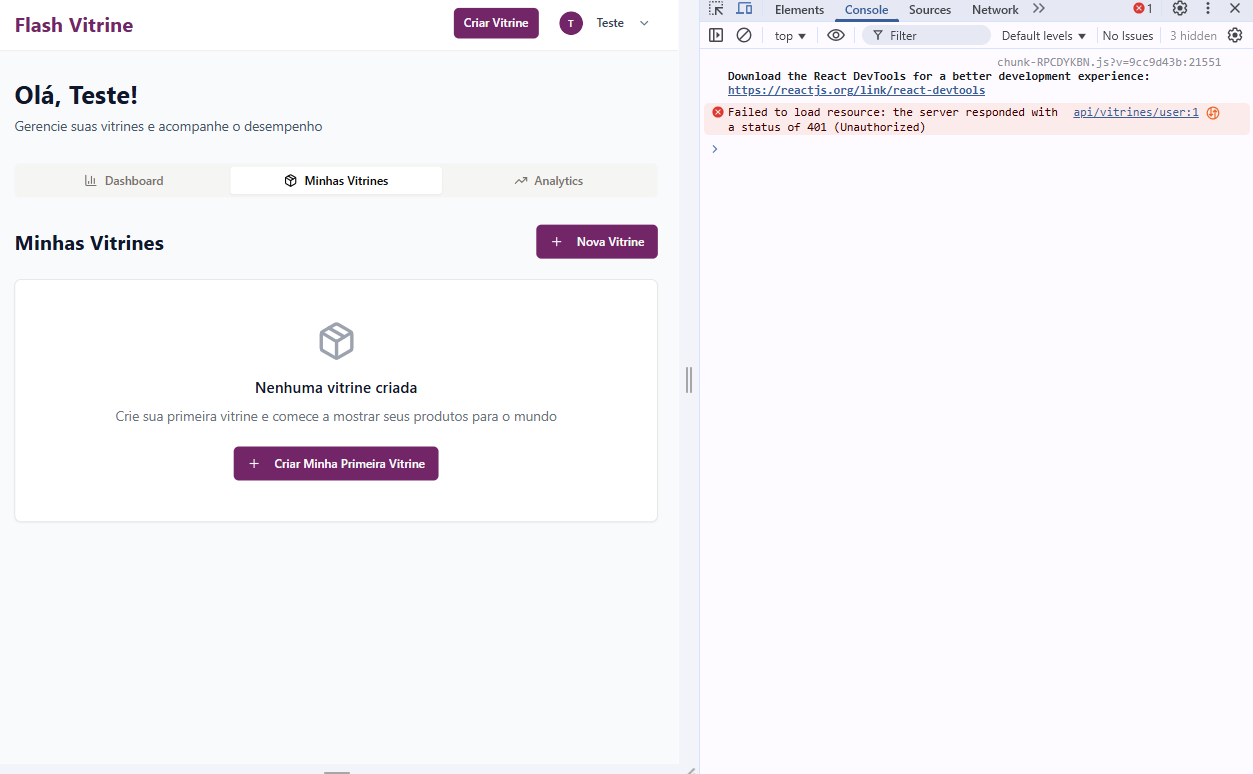 Flash Vitrine
Criar Vitrine
T
Teste
Olá, Teste!
Gerencie suas vitrines e acompanhe o desempenho
Dashboard
Minhas Vitrines
Analytics
Minhas Vitrines
+ Nova Vitrine
Nenhuma vitrine criada
Crie sua primeira vitrine e comece a mostrar seus produtos para o mundo
+ Criar Minha Primeira Vitrine
Elements Console Sources Network 1
top Filter Default levels No Issues 3 hidden
chunk-RPCDYKBN.js?v=9cc9d43b:21551
Download the React DevTools for a better development experience:
https://reactjs.org/link/react-devtools
Failed to load resource: the server responded with api/vitrines/user:1
a status of 401 (Unauthorized)